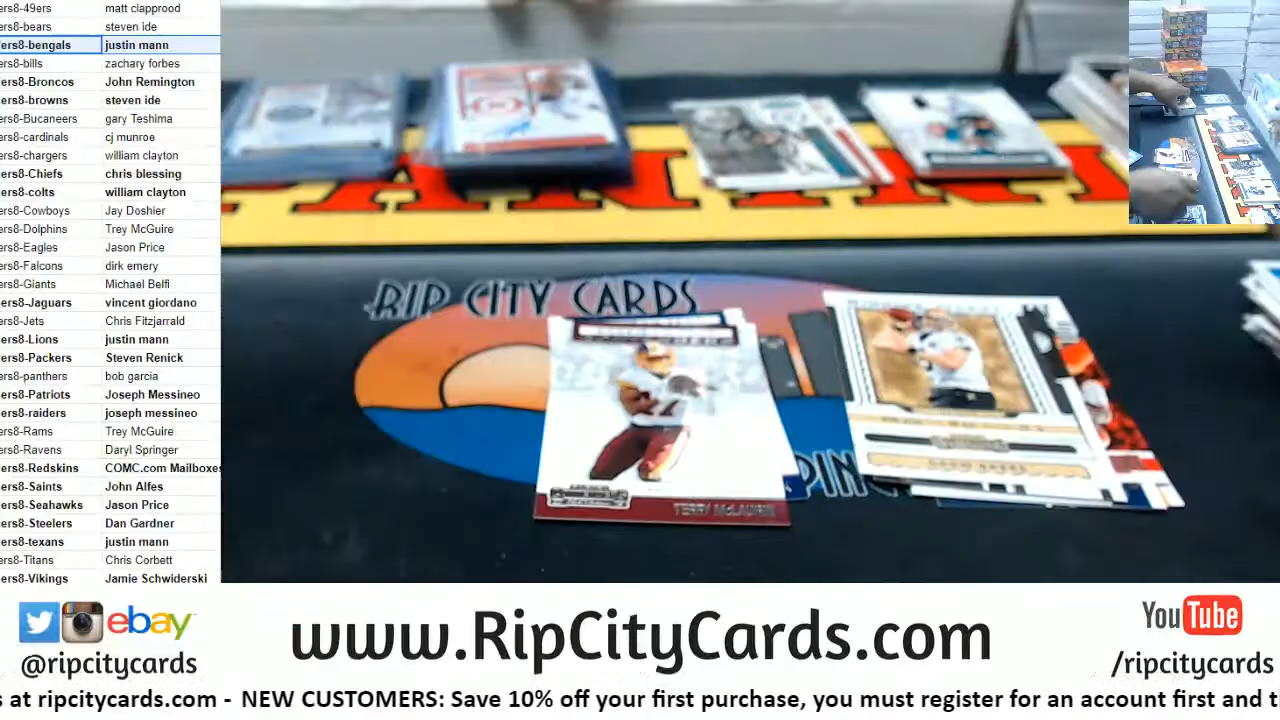 ers8-49ers matt clapprood
ers8-bears steven ide
ers8-bengals justin mann
ers8-bills zachary forbes
ers8-Broncos John Remington
ers8-browns steven ide
ers8-Bucaneers gary Teshima
ers8-cardinals cj munroe
ers8-chargers william clayton
ers8-Chiefs chris blessing
ers8-colts william clayton
ers8-Cowboys Jay Doshier
ers8-Dolphins Trey McGuire
ers8-Eagles Jason Price
ers8-Falcons dirk emery
ers8-Giants Michael Belfi
ers8-Jaguars vincent giordano
ers8-Jets Chris Fitzjarrald
ers8-Lions justin mann
ers8-Packers Steven Renick
ers8-panthers bob garcia
ers8-Patriots Joseph Messineo
ers8-raiders joseph messineo
ers8-Rams Trey McGuire
ers8-Ravens Daryl Springer
ers8-Redskins COMC.com Mailboxes
ers8-Saints John Alfes
ers8-Seahawks Jason Price
ers8-Steelers Dan Gardner
ers8-texans justin mann
ers8-Titans Chris Corbett
ers8-Vikings Jamie Schwiderski
PANINI
RIP CITY CARDS
TERRY McLAURIN
ebay
@ripcitycards
www.RipCityCards.com
YouTube
/ripcitycards
s at ripcitycards.com - NEW CUSTOMERS: Save 10% off your first purchase, you must register for an account first and t